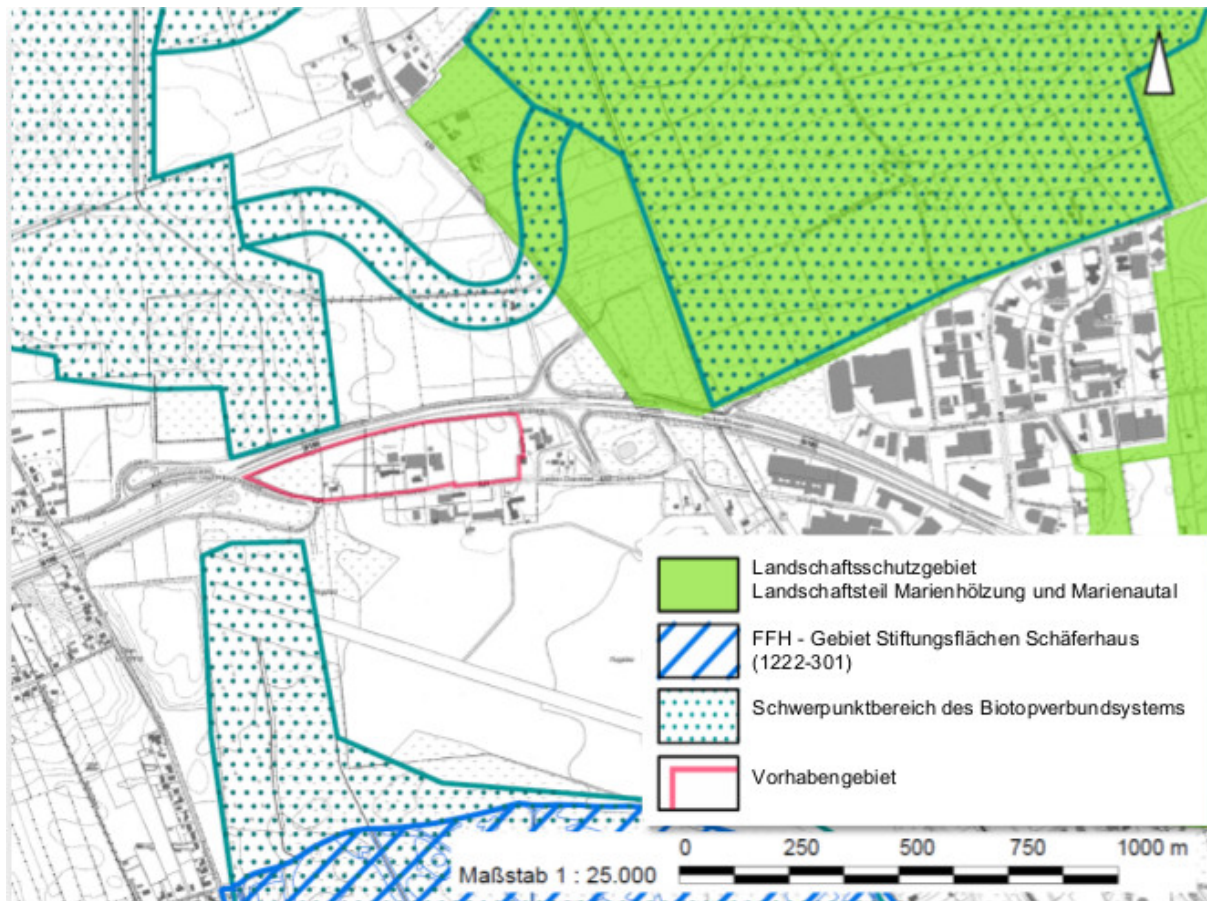 Landschaftsschutzgebiet
Landschaftsteil Marienhölzung und Marienautal
FFH - Gebiet Stiftungsflächen Schäferhaus
(1222-301)
Schwerpunktbereich des Biotopverbundsystems
Vorhabengebiet
0 250 500 750 1000 m
Maßstab 1 : 25.000